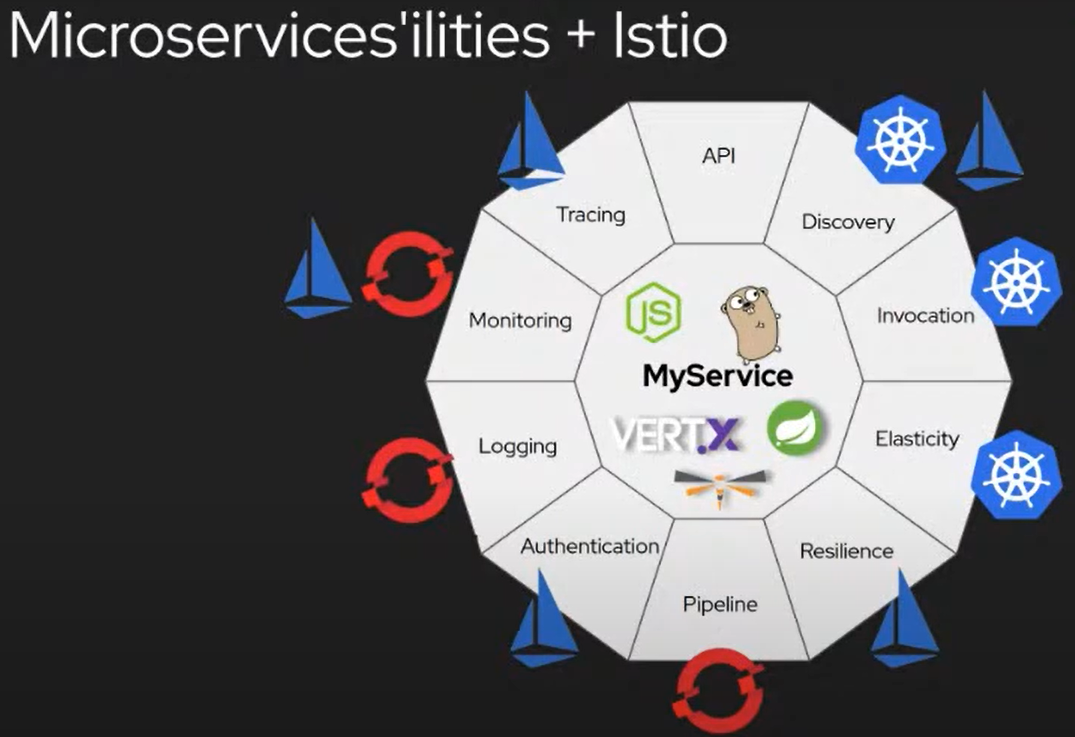 Microservices'ilities + Istio
API
Tracing
Discovery
Monitoring
Invocation
JS
MyService
VERT.X
Logging
Elasticity
Authentication
Resilience
Pipeline